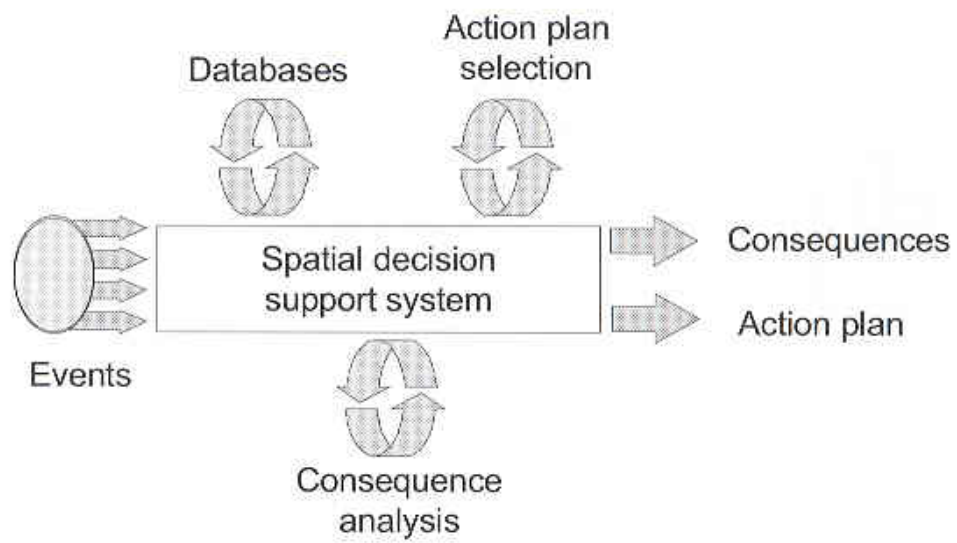 Action plan
selection
Databases
Spatial decision
support system
Consequences
Action plan
Events
Consequence
analysis